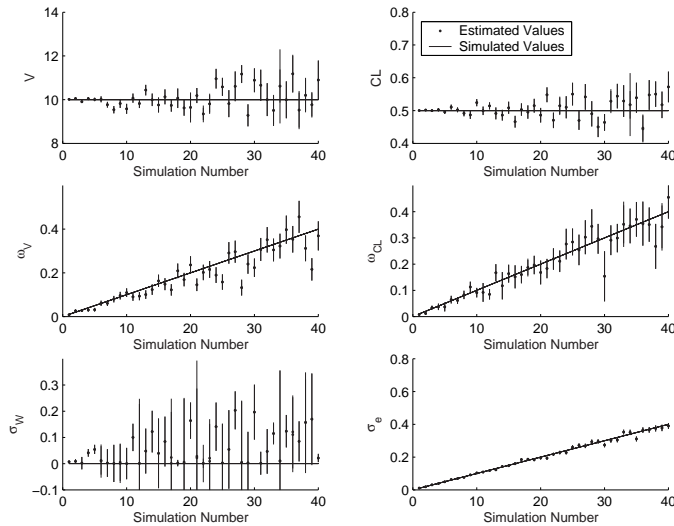 14
12
10
8
V
0 10 20 30 40
Simulation Number
0.8
0.7
0.6
0.5
0.4
CL
Estimated Values
Simulated Values
0 10 20 30 40
Simulation Number
0.4
0.2
0
ω_V
0 10 20 30 40
Simulation Number
0.4
0.3
0.2
0.1
0
ω_CL
0 10 20 30 40
Simulation Number
0.3
0.2
0.1
0
−0.1
σ_W
0 10 20 30 40
Simulation Number
0.8
0.6
0.4
0.2
0
σ_e
0 10 20 30 40
Simulation Number